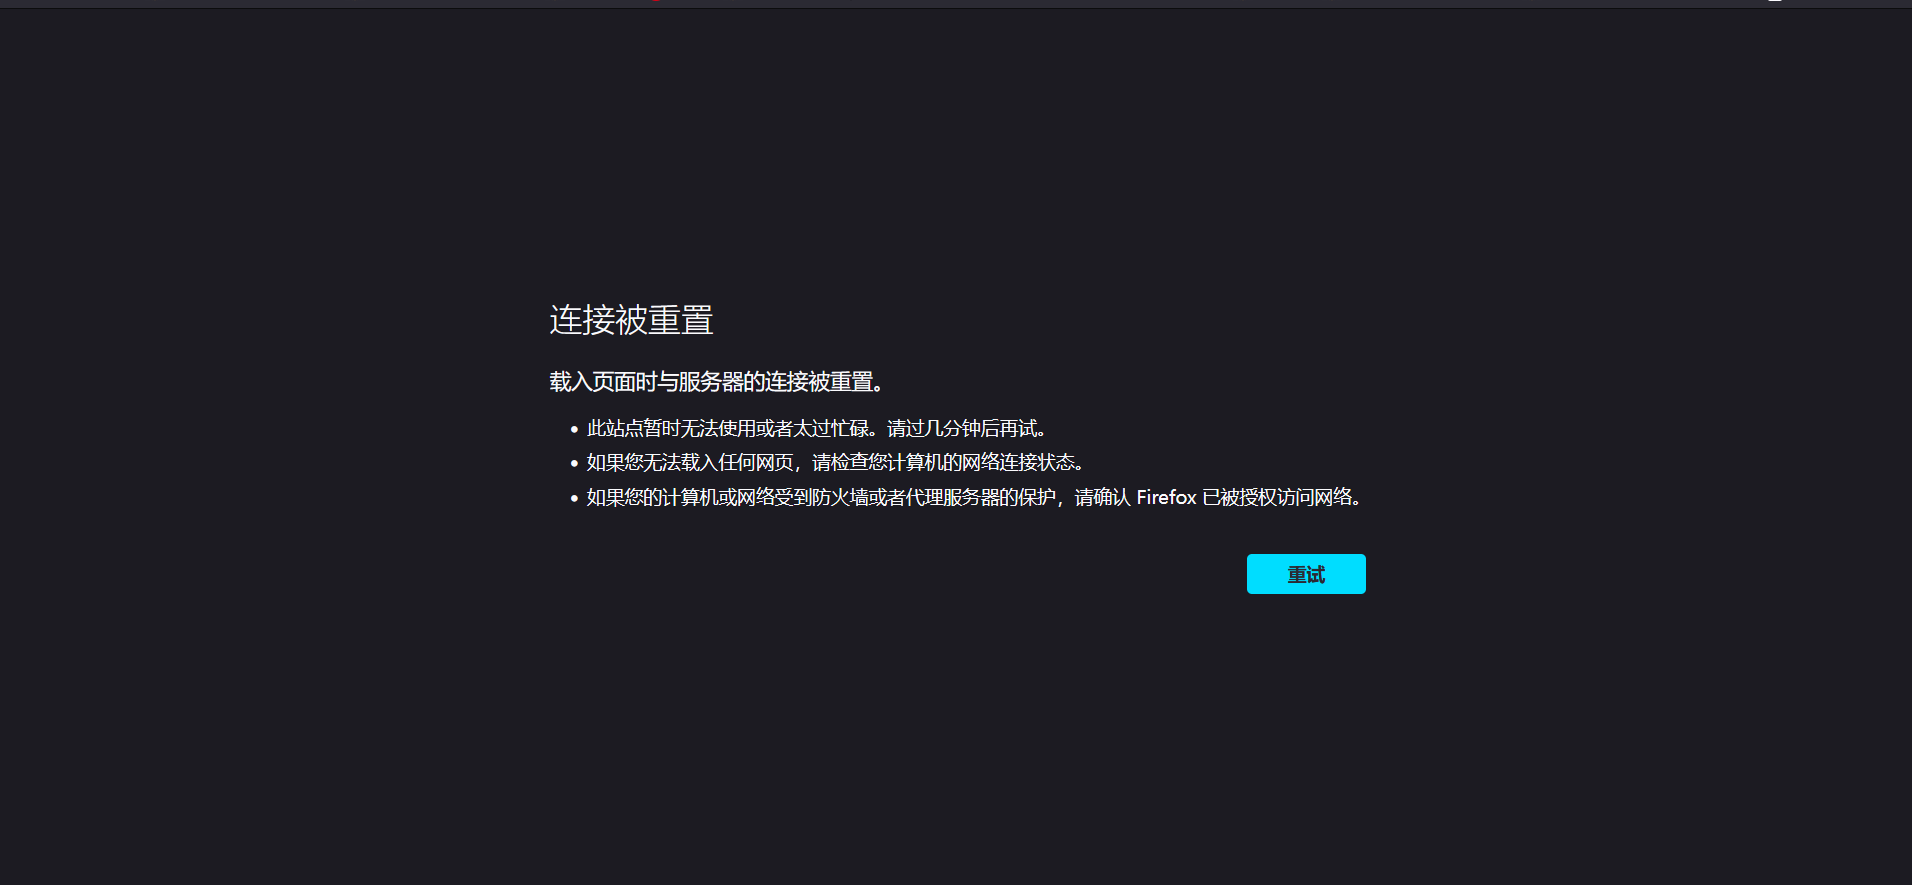 连接被重置
载入页面时与服务器的连接被重置。
• 此站点暂时无法使用或者太过忙碌。请过几分钟后再试。
• 如果您无法载入任何网页，请检查您计算机的网络连接状态。
• 如果您的计算机或网络受到防火墙或者代理服务器的保护，请确认 Firefox 已被授权访问网络。
重试